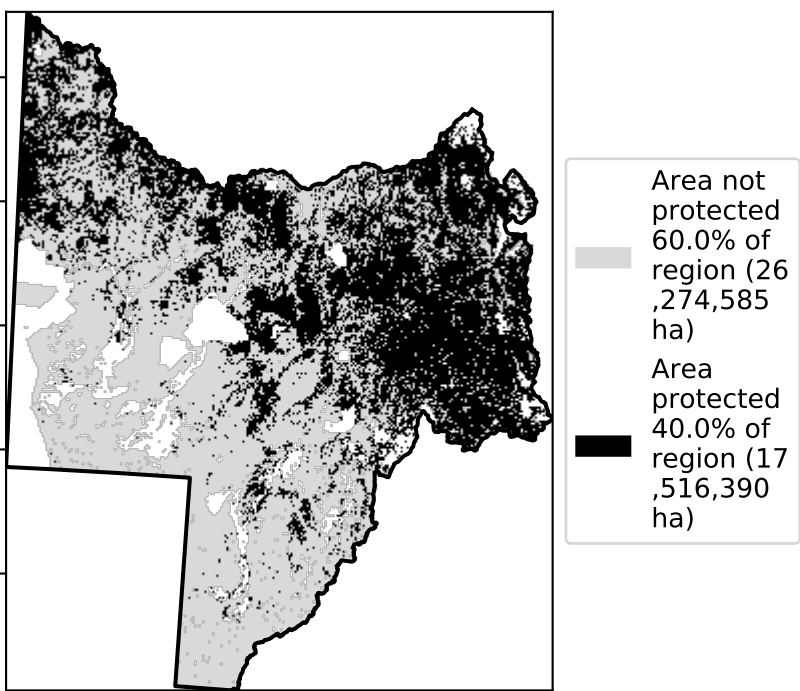 Area not
protected
60.0% of
region (26
,274,585
ha)
Area
protected
40.0% of
region (17
,516,390
ha)